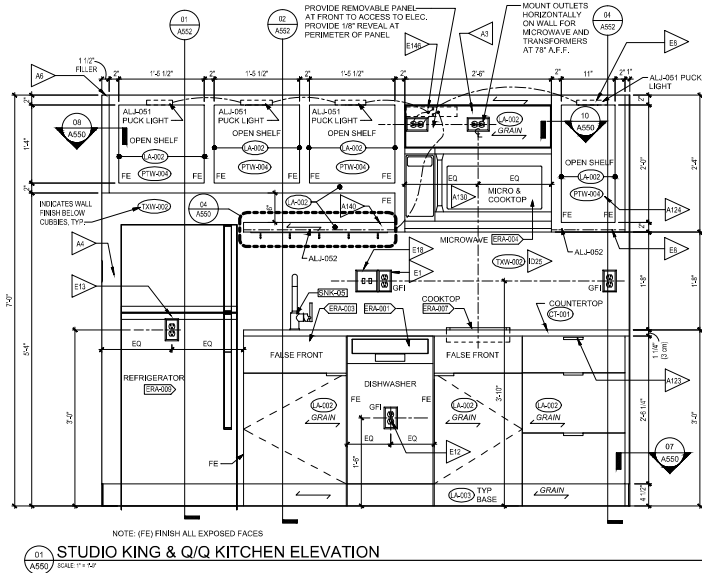 01
A552
02
A552
PROVIDE REMOVABLE PANEL
AT FRONT TO ACCESS TO ELEC.
PROVIDE 1/8" REVEAL AT
PERIMETER OF PANEL
E146
A3
MOUNT OUTLETS
HORIZONTALLY
ON WALL FOR
MICROWAVE AND
TRANSFORMERS
AT 78" A.F.F.
04
A552
E8
A6
1 1/2"
FILLER
2"
1'-5 1/2"
2"
1'-5 1/2"
2"
1'-5 1/2"
2"
2'-6"
2"
11"
2"
1"
ALJ-051 PUCK
LIGHT
2"
08
A550
ALJ-051
PUCK LIGHT
ALJ-051
PUCK LIGHT
ALJ-051
PUCK LIGHT
LA-002
GRAIN
10
A550
2"
1'-4"
OPEN SHELF
LA-002
PTW-004
FE
FE
OPEN SHELF
LA-002
PTW-004
OPEN SHELF
LA-002
PTW-004
FE
EQ
EQ
OPEN SHELF
LA-002
PTW-004
FE
FE
2'-0"
2'-4"
2"
INDICATES WALL
FINISH BELOW
CUBBIES, TYP.
TXW-002
04
A550
6"
LA-002
A140
FE
A130
MICRO &
COOKTOP
A124
2"
ALJ-052
MICROWAVE
ERA-004
ALJ-052
E8
A4
E18
E1
TXW-002
ID25
1'-8"
1'-8"
E13
GFI
GFI
SNK-05
COOKTOP
COUNTERTOP
7'-0"
ERA-003
ERA-001
ERA-007
CT-001
5'-4"
EQ
EQ
FALSE FRONT
FALSE FRONT
1 1/4"
(3 cm)
REFRIGERATOR
ERA-009
DISHWASHER
A123
3'-0"
LA-002
GRAIN
FE
GFI
FE
3'-10"
LA-002
GRAIN
LA-002
GRAIN
2'-6 1/4"
3'-0"
EQ
EQ
E12
07
A550
FE
1'-6"
LA-003
TYP
BASE
GRAIN
4 1/2"
NOTE: (FE) FINISH ALL EXPOSED FACES
01
A550
STUDIO KING & Q/Q KITCHEN ELEVATION